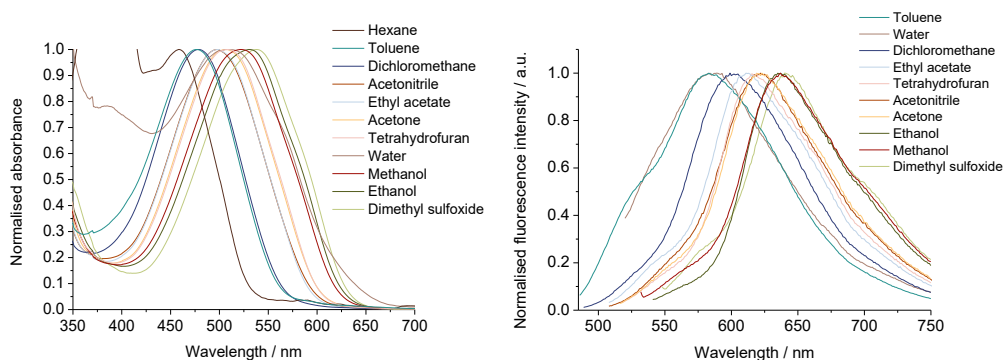 Normalised absorbance
1.0
0.9
0.8
0.7
0.6
0.5
0.4
0.3
0.2
0.1
0.0
350
400
450
500
550
600
650
700
Wavelength / nm
Hexane
Toluene
Dichloromethane
Acetonitrile
Ethyl acetate
Acetone
Tetrahydrofuran
Water
Methanol
Ethanol
Dimethyl sulfoxide
Normalised fluorescence intensity / a.u.
1.0
0.8
0.6
0.4
0.2
0.0
500
550
600
650
700
750
Wavelength / nm
Toluene
Water
Dichloromethane
Ethyl acetate
Tetrahydrofuran
Acetonitrile
Acetone
Ethanol
Methanol
Dimethyl sulfoxide